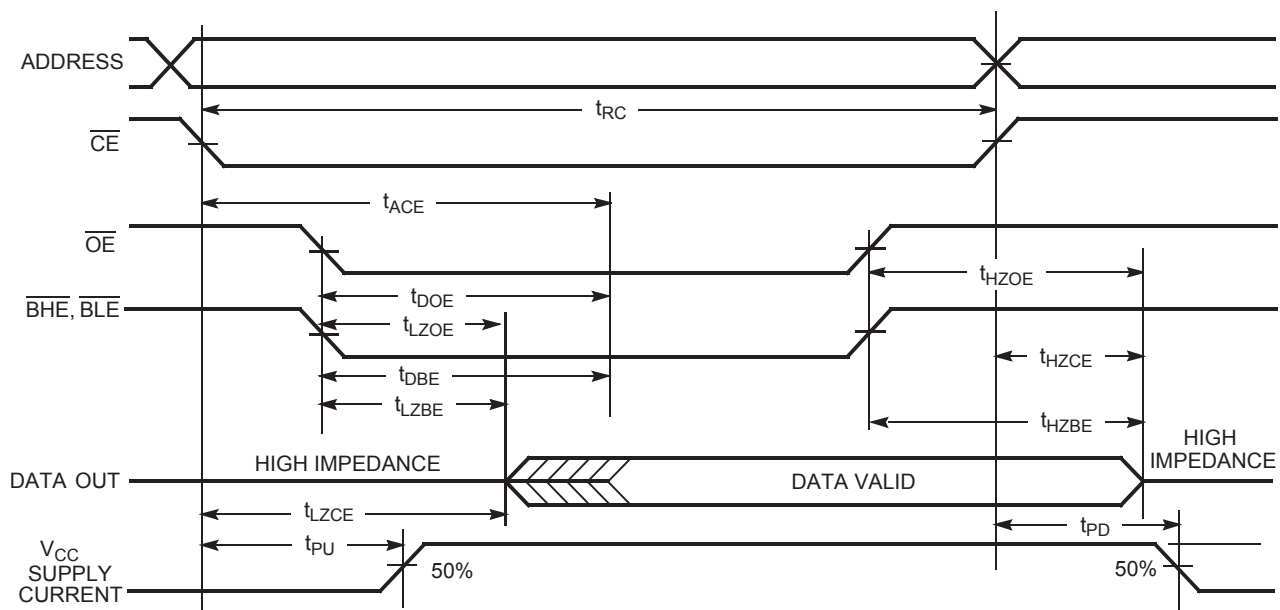 ADDRESS
tRC
CE
tACE
OE
tHZOE
tDOE
BHE, BLE
tLZOE
tHZCE
tDBE
tLZBE
tHZBE
HIGH IMPEDANCE
HIGH
IMPEDANCE
DATA OUT
DATA VALID
tLZCE
tPD
tPU
VCC
SUPPLY
CURRENT
50%
50%